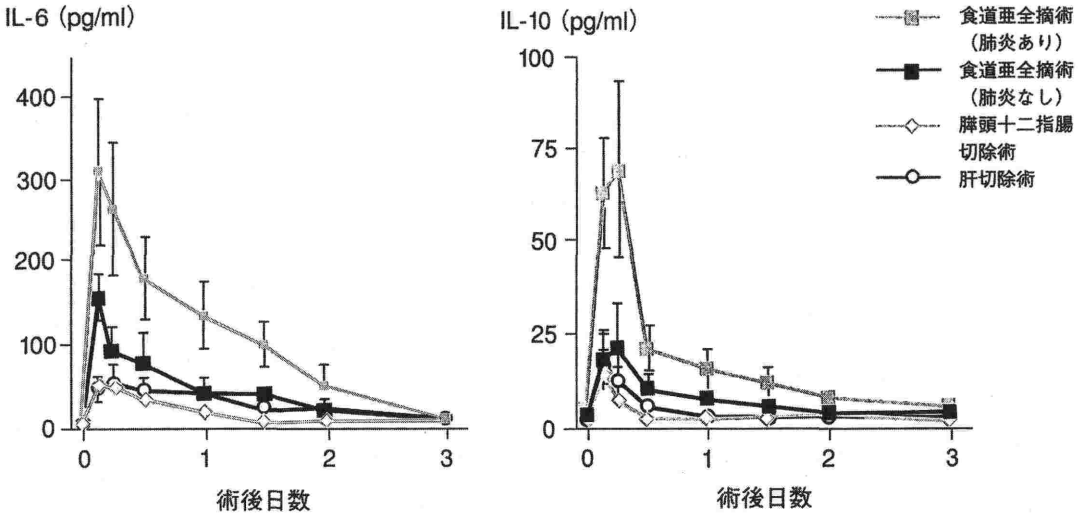 IL-6 (pg/ml)
400
300
200
100
0
0
1
2
3
術後日数
IL-10 (pg/ml)
100
75
50
25
0
0
1
2
3
術後日数
食道亜全摘術
(肺炎あり)
食道亜全摘術
(肺炎なし)
膵頭十二指腸
切除術
肝切除術